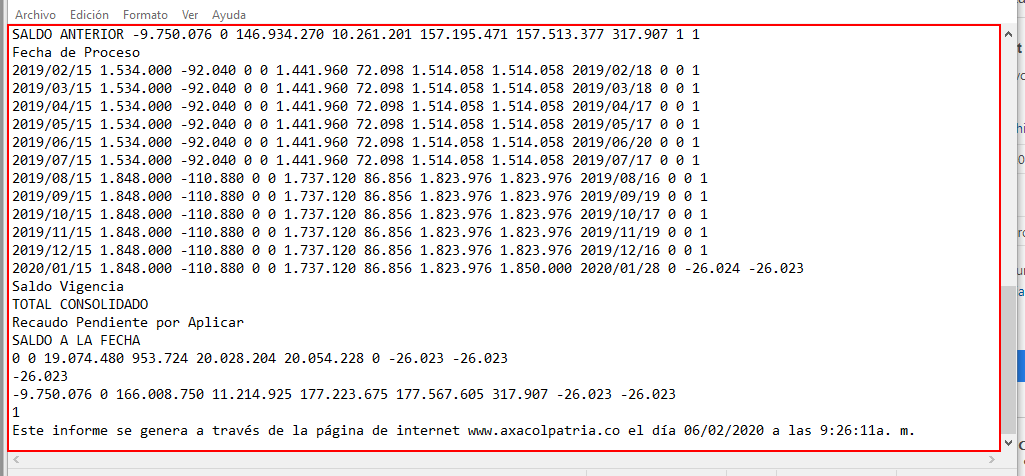 Archivo Edición Formato Ver Ayuda
SALDO ANTERIOR -9.750.076 0 146.934.270 10.261.201 157.195.471 157.513.377 317.907 1 1
Fecha de Proceso
2019/02/15 1.534.000 -92.040 0 0 1.441.960 72.098 1.514.058 1.514.058 2019/02/18 0 0 1
2019/03/15 1.534.000 -92.040 0 0 1.441.960 72.098 1.514.058 1.514.058 2019/03/18 0 0 1
2019/04/15 1.534.000 -92.040 0 0 1.441.960 72.098 1.514.058 1.514.058 2019/04/17 0 0 1
2019/05/15 1.534.000 -92.040 0 0 1.441.960 72.098 1.514.058 1.514.058 2019/05/17 0 0 1
2019/06/15 1.534.000 -92.040 0 0 1.441.960 72.098 1.514.058 1.514.058 2019/06/20 0 0 1
2019/07/15 1.534.000 -92.040 0 0 1.441.960 72.098 1.514.058 1.514.058 2019/07/17 0 0 1
2019/08/15 1.848.000 -110.880 0 0 1.737.120 86.856 1.823.976 1.823.976 2019/08/16 0 0 1
2019/09/15 1.848.000 -110.880 0 0 1.737.120 86.856 1.823.976 1.823.976 2019/09/19 0 0 1
2019/10/15 1.848.000 -110.880 0 0 1.737.120 86.856 1.823.976 1.823.976 2019/10/17 0 0 1
2019/11/15 1.848.000 -110.880 0 0 1.737.120 86.856 1.823.976 1.823.976 2019/11/19 0 0 1
2019/12/15 1.848.000 -110.880 0 0 1.737.120 86.856 1.823.976 1.823.976 2019/12/16 0 0 1
2020/01/15 1.848.000 -110.880 0 0 1.737.120 86.856 1.823.976 1.850.000 2020/01/28 0 -26.024 -26.023
Saldo Vigencia
TOTAL CONSOLIDADO
Recaudo Pendiente por Aplicar
SALDO A LA FECHA
0 0 19.074.480 953.724 20.028.204 20.054.228 0 -26.023 -26.023
-26.023
-9.750.076 0 166.008.750 11.214.925 177.223.675 177.567.605 317.907 -26.023 -26.023
1
Este informe se genera a través de la página de internet www.axacolpatria.co el día 06/02/2020 a las 9:26:11a. m.